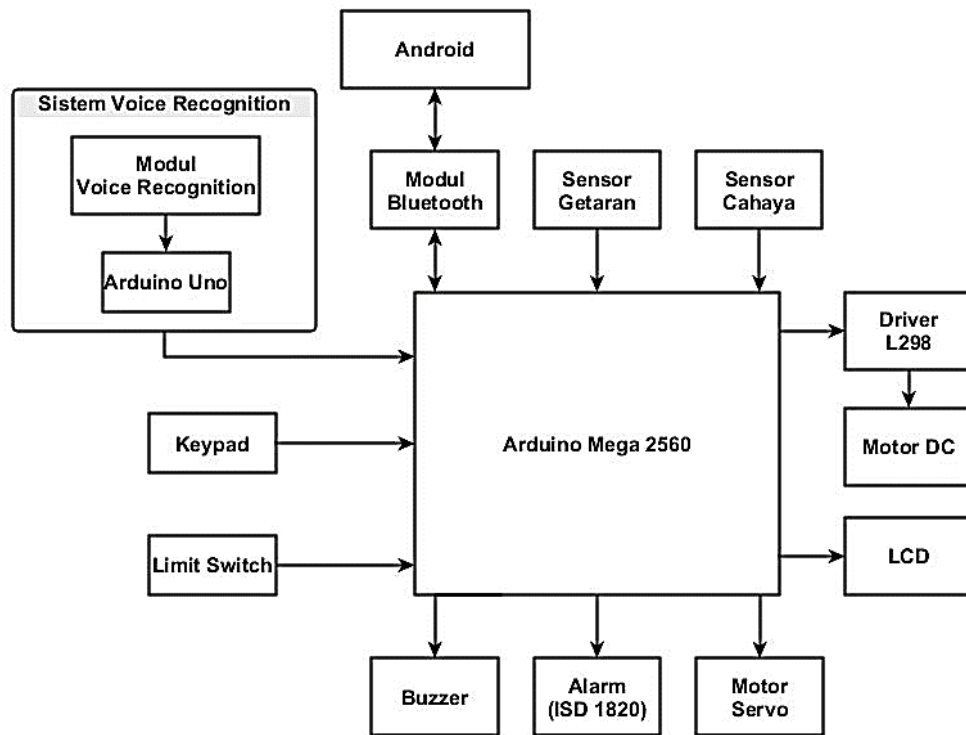 Android
Sistem Voice Recognition
Modul
Voice Recognition
Arduino Uno
Modul
Bluetooth
Sensor
Getaran
Sensor
Cahaya
Driver
L298
Keypad
Arduino Mega 2560
Motor DC
Limit Switch
LCD
Buzzer
Alarm
(ISD 1820)
Motor
Servo